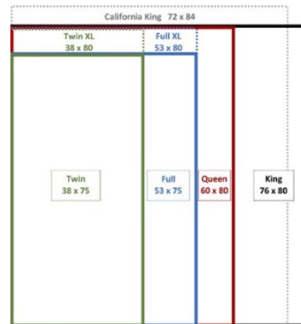 California King 72 x 84
Twin XL
38 x 80
Full XL
53 x 80
Twin
38 x 75
Full
53 x 75
Queen
60 x 80
King
76 x 80